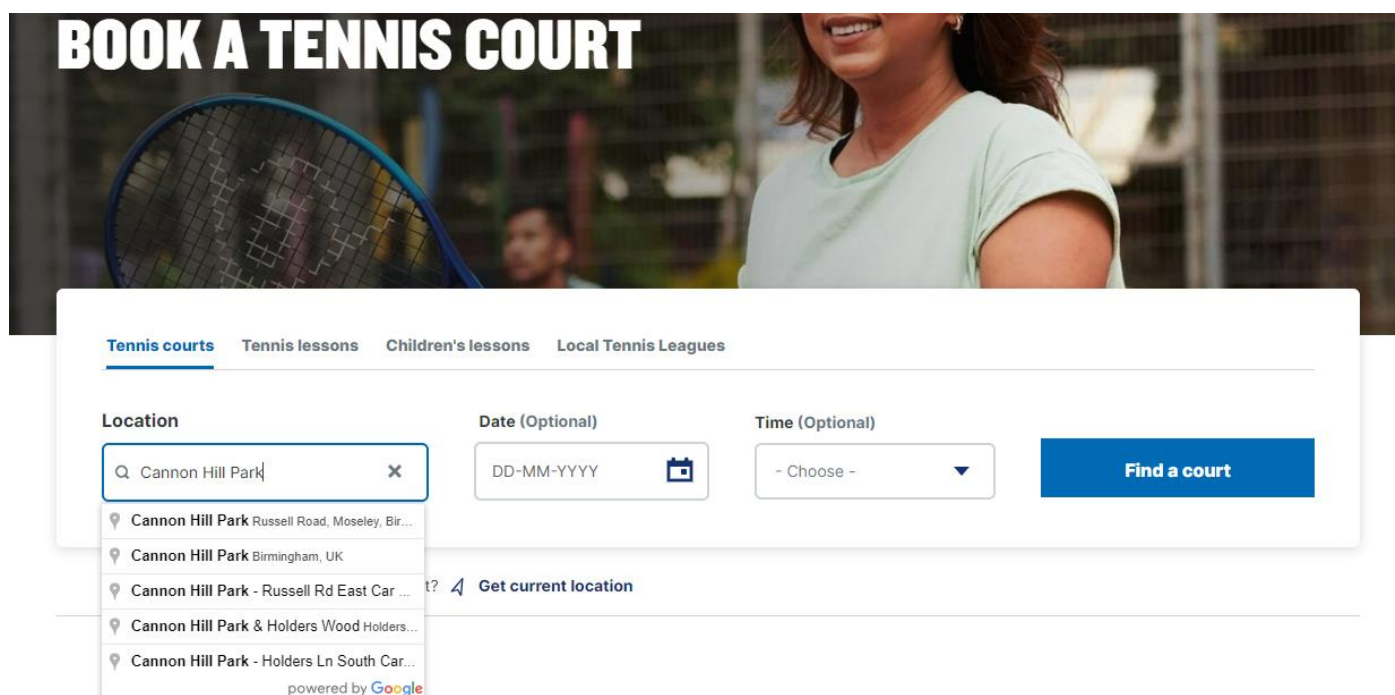 BOOK A TENNIS COURT
Tennis courts Tennis lessons Children's lessons Local Tennis Leagues
Location Date (Optional) Time (Optional)
Cannon Hill Park DD-MM-YYYY - Choose - Find a court
Cannon Hill Park Russell Road, Moseley, Bir...
Cannon Hill Park Birmingham, UK
Cannon Hill Park - Russell Rd East Car ... t? Get current location
Cannon Hill Park & Holders Wood Holders...
Cannon Hill Park - Holders Ln South Car...
powered by Google